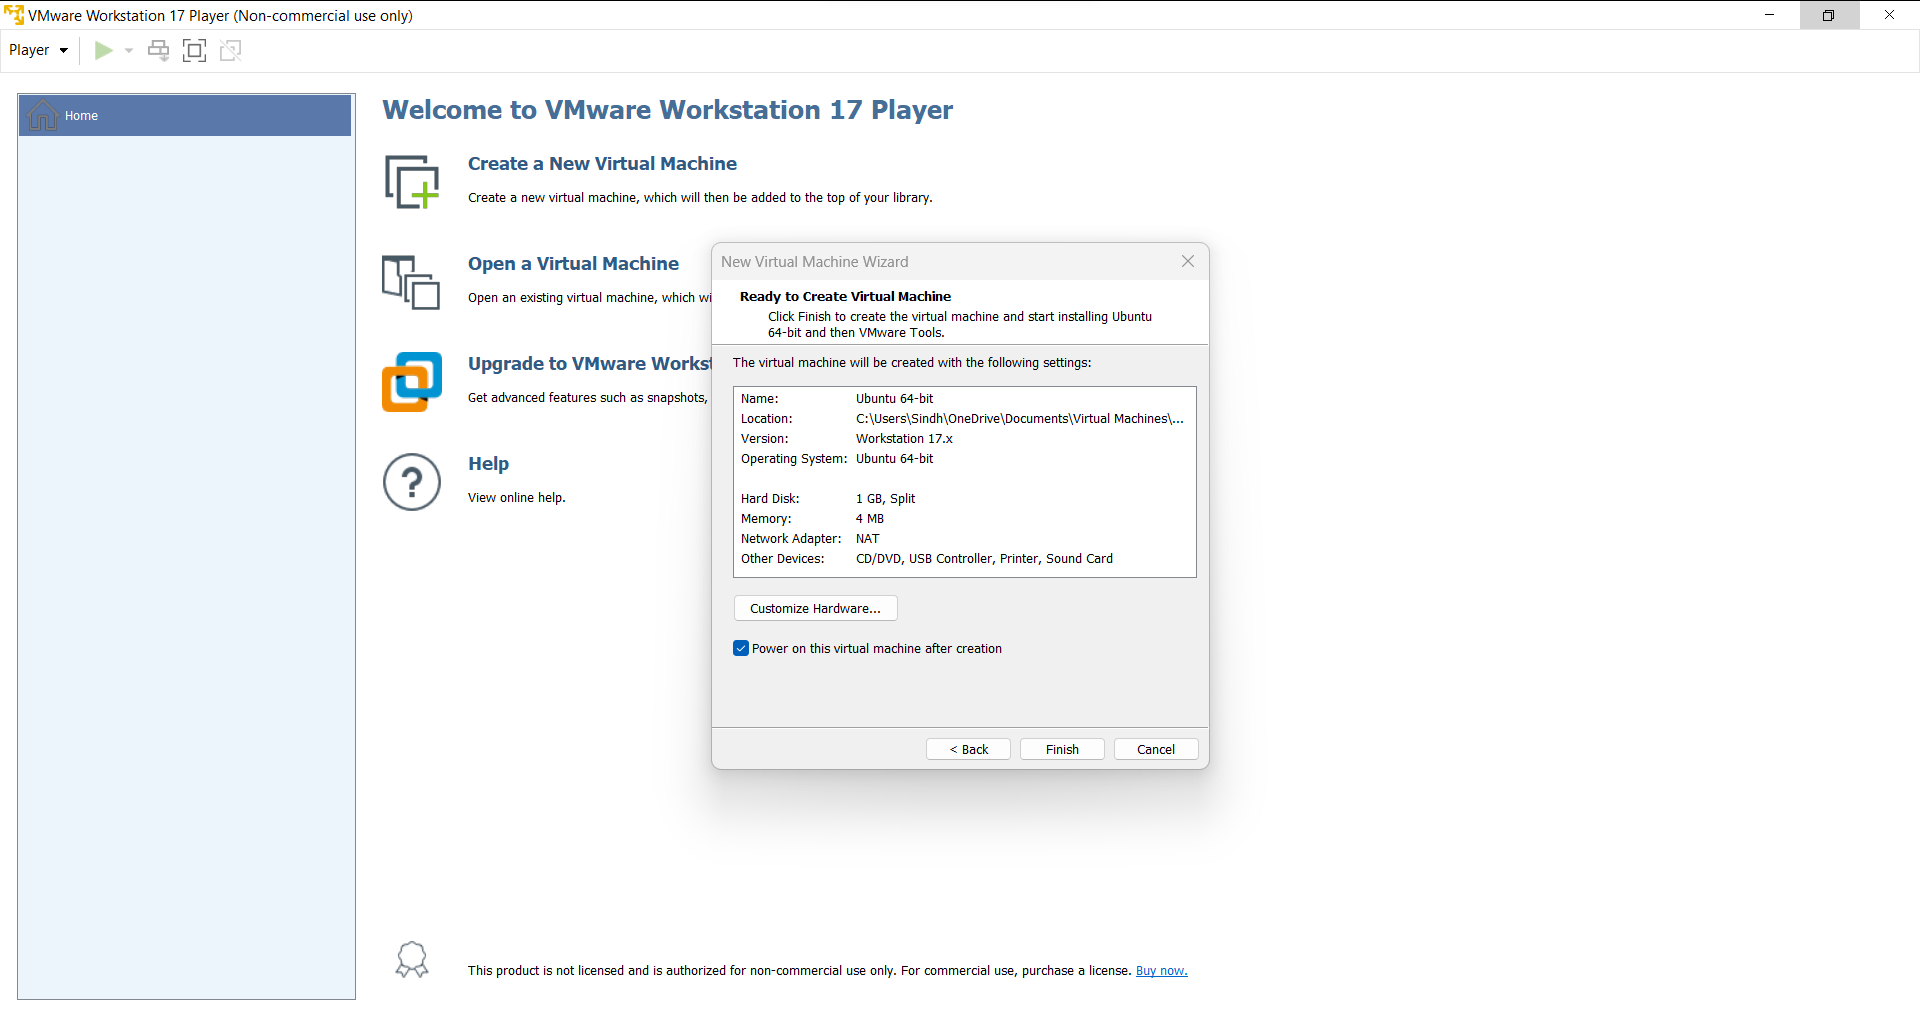 VMware Workstation 17 Player (Non-commercial use only)
Player
Home
Welcome to VMware Workstation 17 Player
Create a New Virtual Machine
Create a new virtual machine, which will then be added to the top of your library.
Open a Virtual Machine
Open an existing virtual machine, which wi
Upgrade to VMware Workst
Get advanced features such as snapshots,
Help
View online help.
New Virtual Machine Wizard
Ready to Create Virtual Machine
Click Finish to create the virtual machine and start installing Ubuntu
64-bit and then VMware Tools.
The virtual machine will be created with the following settings:
Name: Ubuntu 64-bit
Location: C:\Users\Sindh\OneDrive\Documents\Virtual Machines\...
Version: Workstation 17.x
Operating System: Ubuntu 64-bit
Hard Disk: 1 GB, Split
Memory: 4 MB
Network Adapter: NAT
Other Devices: CD/DVD, USB Controller, Printer, Sound Card
Customize Hardware...
Power on this virtual machine after creation
< Back Finish Cancel
This product is not licensed and is authorized for non-commercial use only. For commercial use, purchase a license. Buy now.